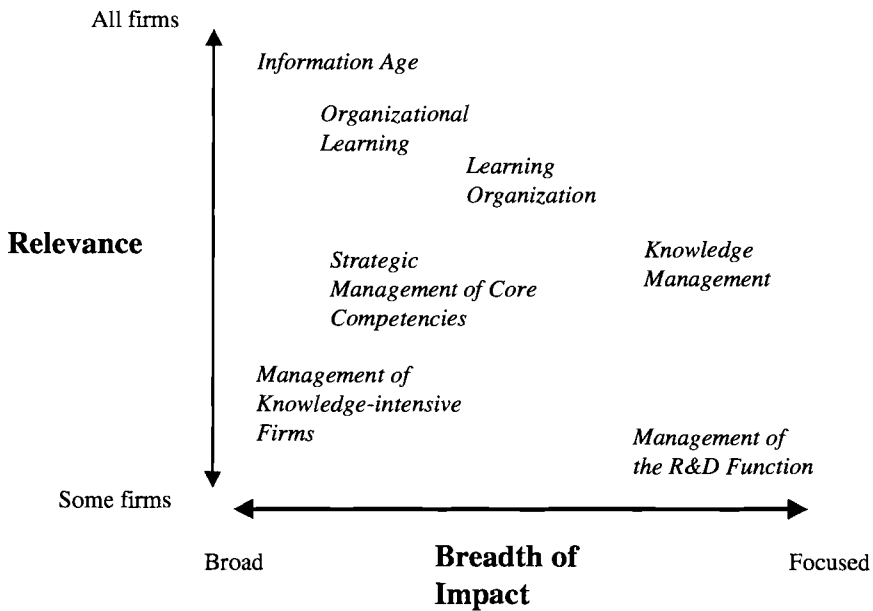 All firms
Information Age
Organizational
Learning
Learning
Organization
Relevance
Knowledge
Management
Strategic
Management of Core
Competencies
Management of
Knowledge-intensive
Firms
Management of
the R&D Function
Some firms
Broad
Breadth of
Impact
Focused